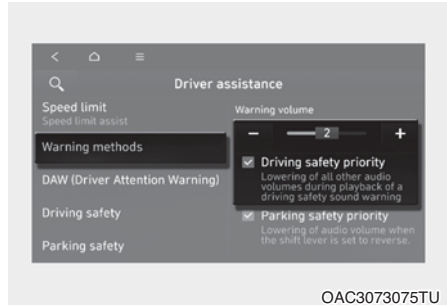 Driver assistance
Speed limit
Speed limit assist
Warning methods
DAW (Driver Attention Warning)
Driving safety
Parking safety
Warning volume
− 2 +
Driving safety priority
Lowering of all other audio
volumes during playback of a
driving safety sound warning
Parking safety priority
Lowering of audio volume when
the shift lever is set to reverse.
OAC3073075TU